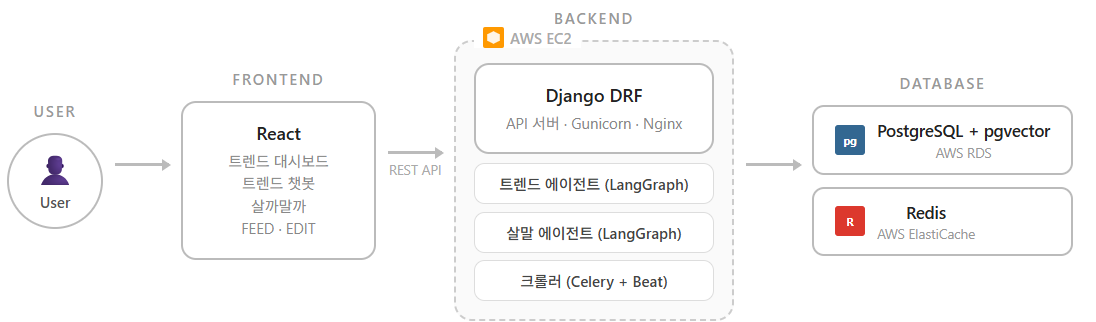 USER
User
FRONTEND
React
트렌드 대시보드
트렌드 챗봇
살까말까
FEED · EDIT
REST API
BACKEND
AWS EC2
Django DRF
API 서버 · Gunicorn · Nginx
트렌드 에이전트 (LangGraph)
살말 에이전트 (LangGraph)
크롤러 (Celery + Beat)
DATABASE
pg
PostgreSQL + pgvector
AWS RDS
R
Redis
AWS ElastiCache